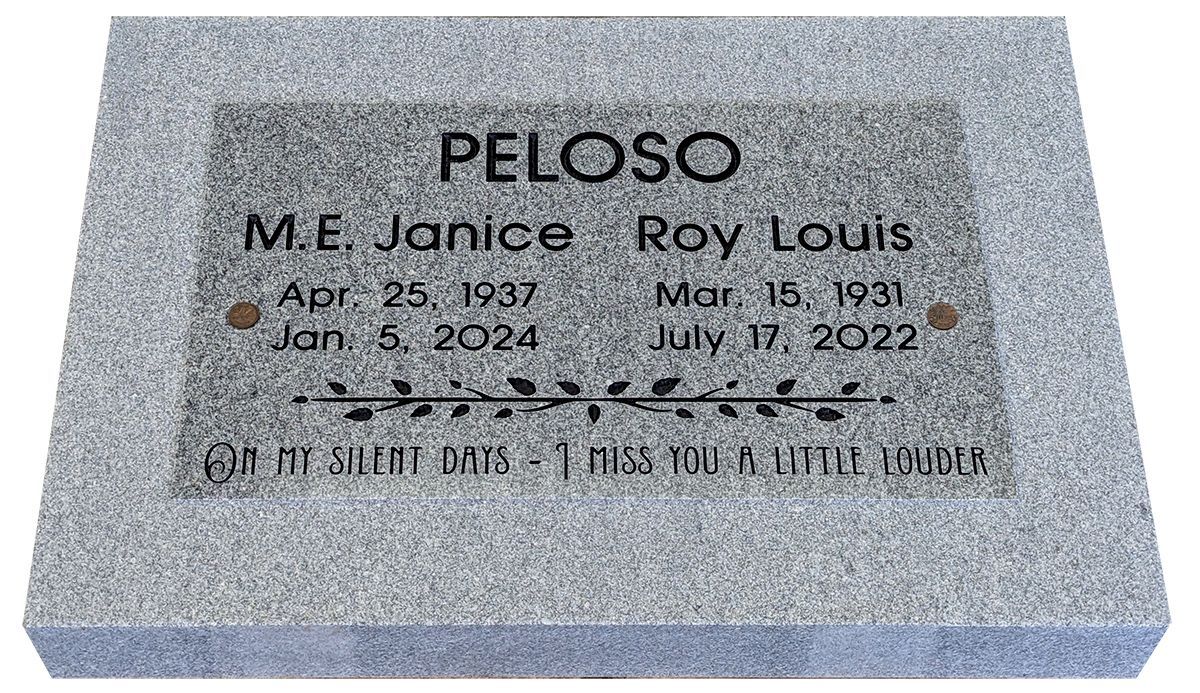 PELOSO
M.E. Janice Roy Louis
Apr. 25, 1937 Mar. 15, 1931
Jan. 5, 2024 July 17, 2022
On my silent days - I miss you a little louder